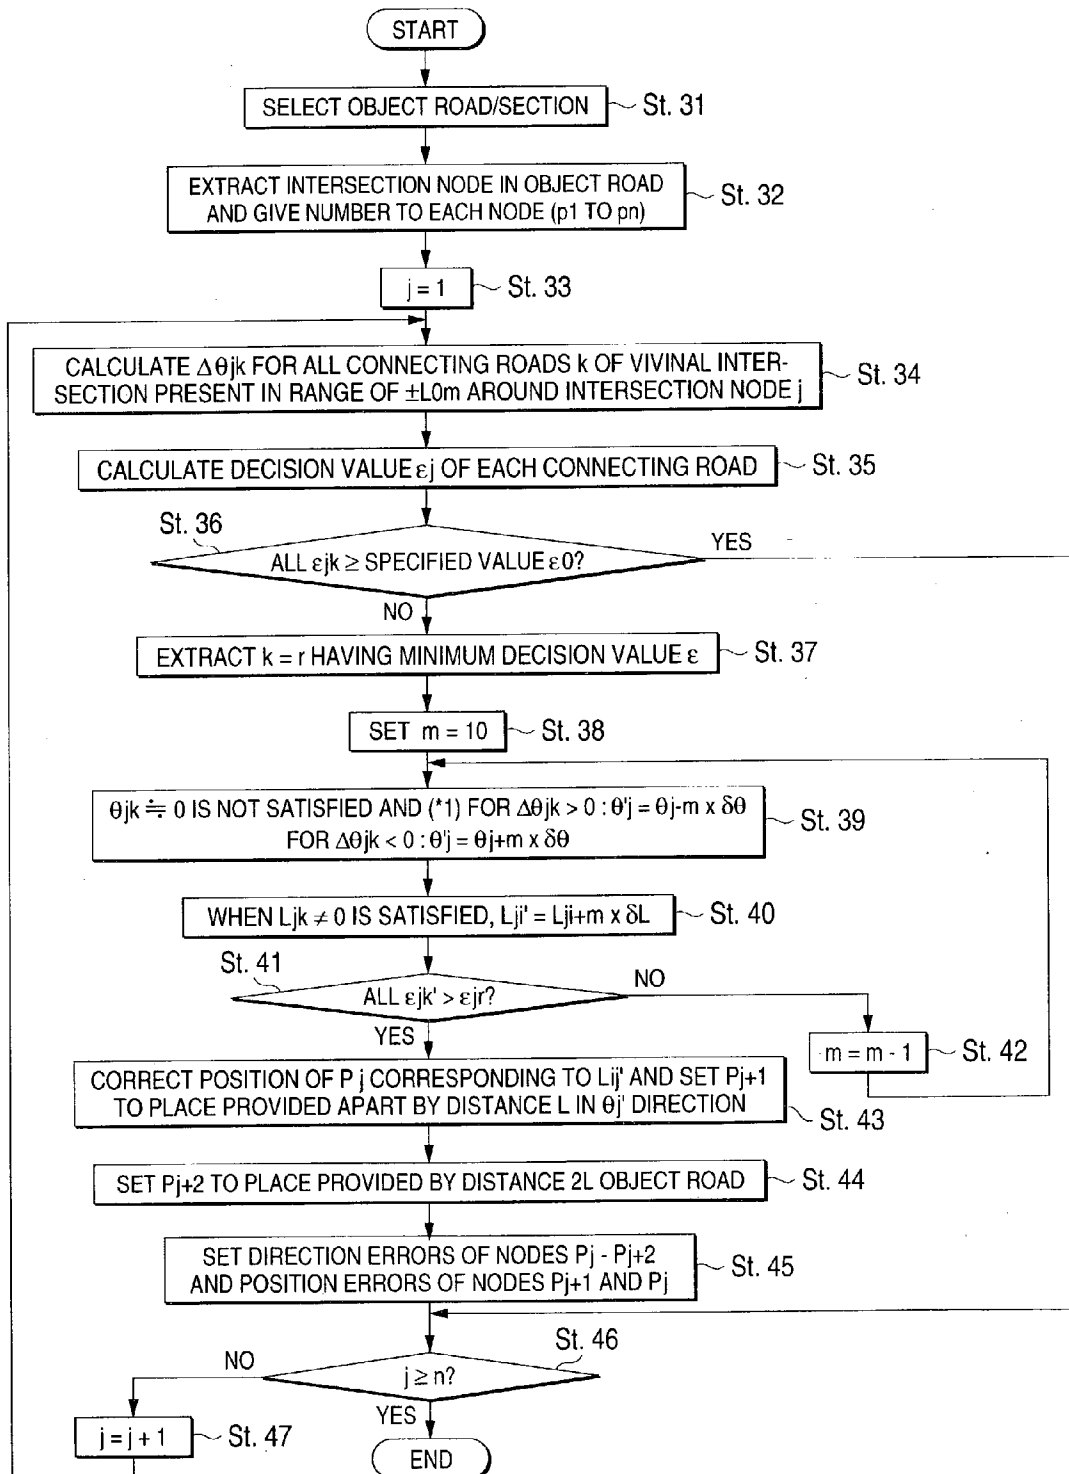 START
SELECT OBJECT ROAD/SECTION
St. 31
EXTRACT INTERSECTION NODE IN OBJECT ROAD
AND GIVE NUMBER TO EACH NODE (p1 TO pn)
St. 32
j = 1
St. 33
CALCULATE Δθjk FOR ALL CONNECTING ROADS k OF VIVINAL INTER-
SECTION PRESENT IN RANGE OF ±L0m AROUND INTERSECTION NODE j
St. 34
CALCULATE DECISION VALUE εj OF EACH CONNECTING ROAD
St. 35
St. 36
ALL εjk ≥ SPECIFIED VALUE ε0?
YES
NO
EXTRACT k = r HAVING MINIMUM DECISION VALUE ε
St. 37
SET m = 10
St. 38
θjk ≒ 0 IS NOT SATISFIED AND (*1) FOR Δθjk > 0 : θ'j = θj-m x δθ
FOR Δθjk < 0 : θ'j = θj+m x δθ
St. 39
WHEN Ljk ≠ 0 IS SATISFIED, Lji' = Lji+m x δL
St. 40
St. 41
ALL εjk' > εjr?
NO
YES
m = m - 1
St. 42
CORRECT POSITION OF P j CORRESPONDING TO Lij' AND SET Pj+1
TO PLACE PROVIDED APART BY DISTANCE L IN θj' DIRECTION
St. 43
SET Pj+2 TO PLACE PROVIDED BY DISTANCE 2L OBJECT ROAD
St. 44
SET DIRECTION ERRORS OF NODES Pj - Pj+2
AND POSITION ERRORS OF NODES Pj+1 AND Pj
St. 45
St. 46
j ≥ n?
NO
YES
j = j + 1
St. 47
END